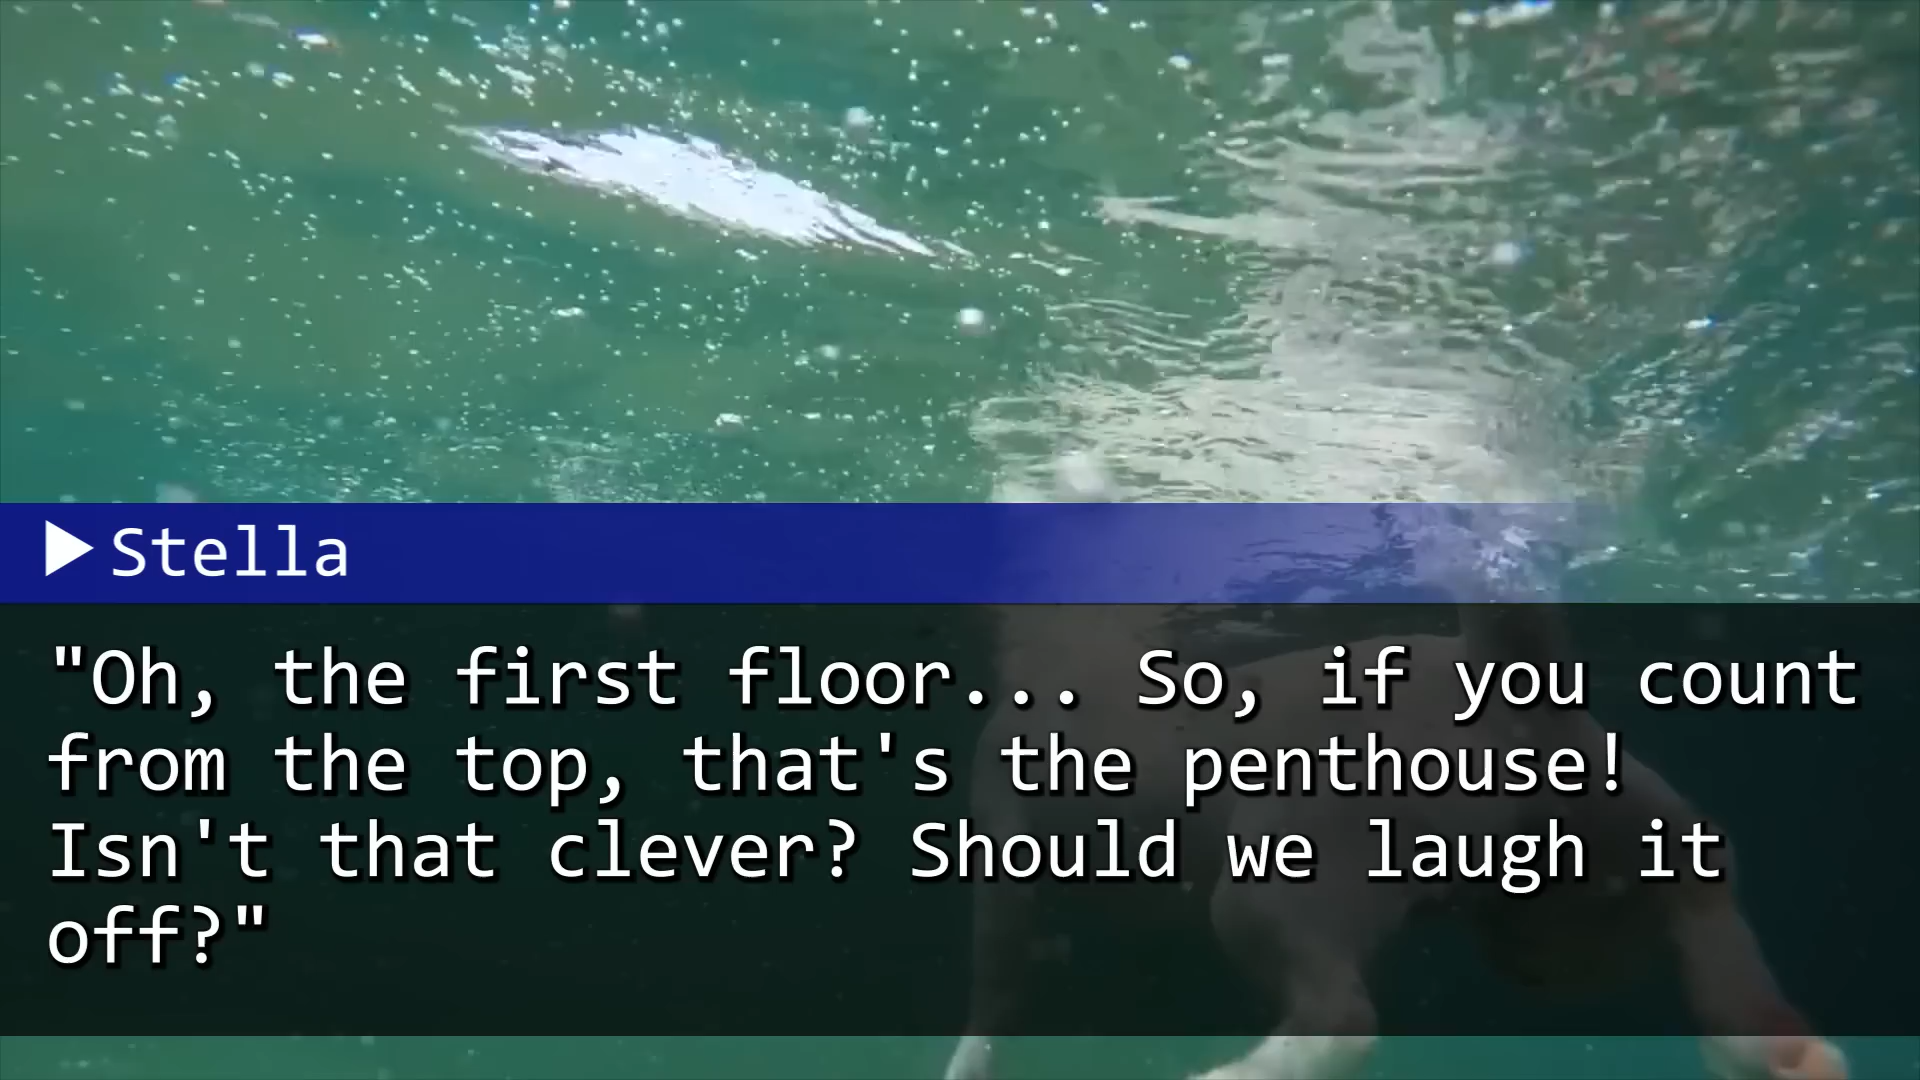 Stella
"Oh, the first floor... So, if you count
from the top, that's the penthouse!
Isn't that clever? Should we laugh it
off?"